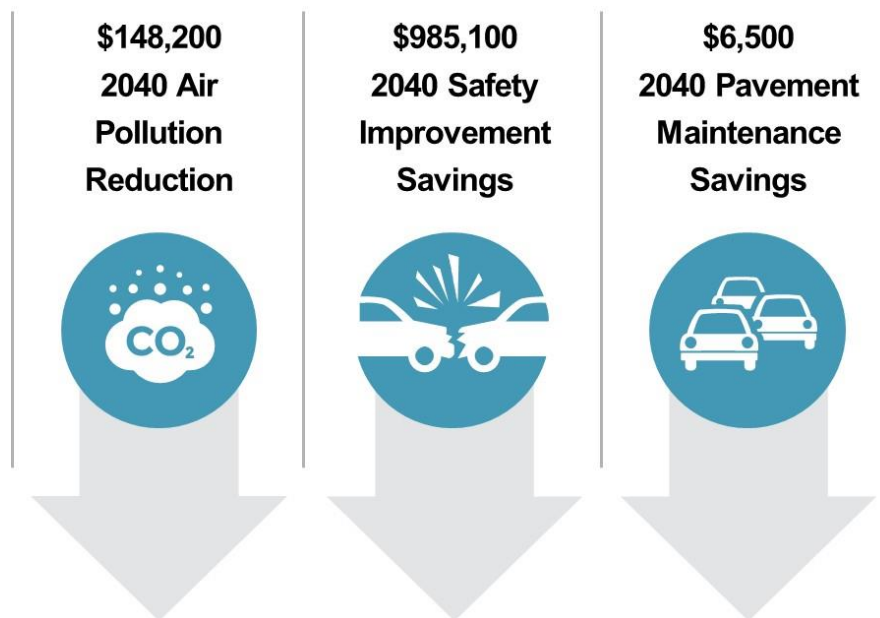 $148,200
2040 Air
Pollution
Reduction
$985,100
2040 Safety
Improvement
Savings
$6,500
2040 Pavement
Maintenance
Savings
CO₂